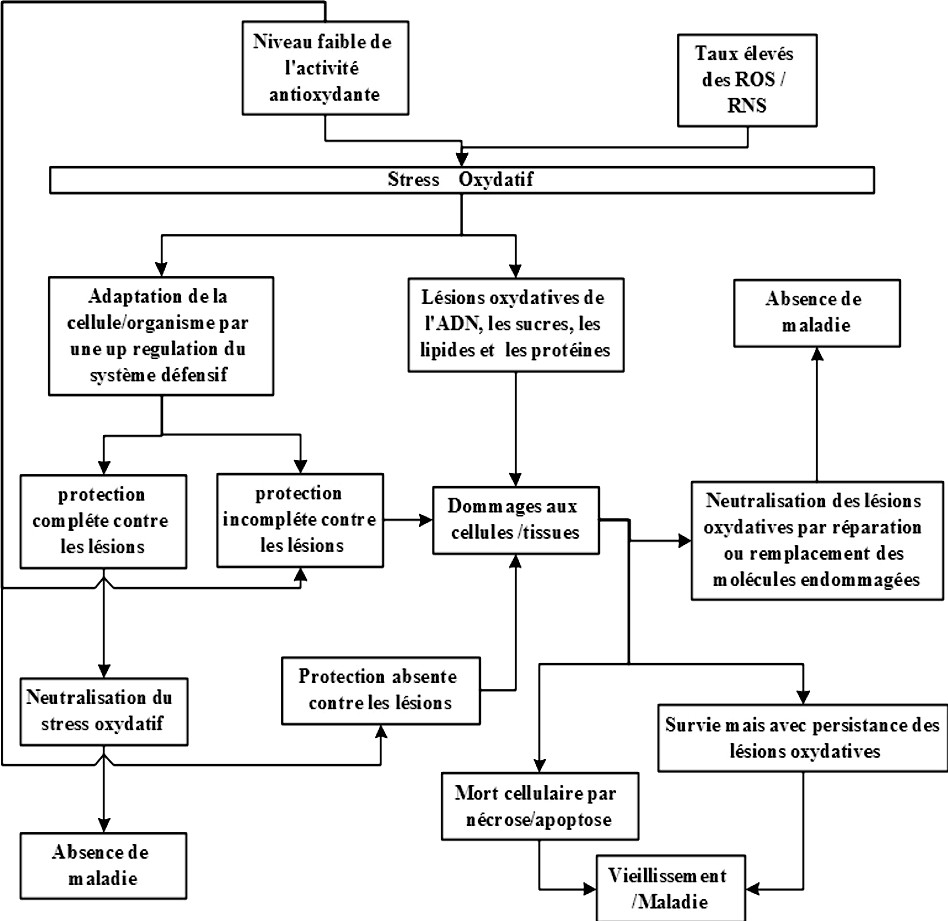 Niveau faible de
l'activité
antioxydante
Taux élevés
des ROS /
RNS
Stress Oxydatif
Adaptation de la
cellule/organisme par
une up regulation du
système défensif
Lésions oxydatives de
l'ADN, les sucres, les
lipides et les protéines
Absence de
maladie
protection
compléte contre
les lésions
protection
incompléte contre
les lésions
Dommages aux
cellules /tissues
Neutralisation des lésions
oxydatives par réparation
ou remplacement des
molécules endommagées
Neutralisation du
stress oxydatif
Protection absente
contre les lésions
Survie mais avec persistance des
lésions oxydatives
Mort cellulaire par
nécrose/apoptose
Absence de
maladie
Vieillissement
/Maladie